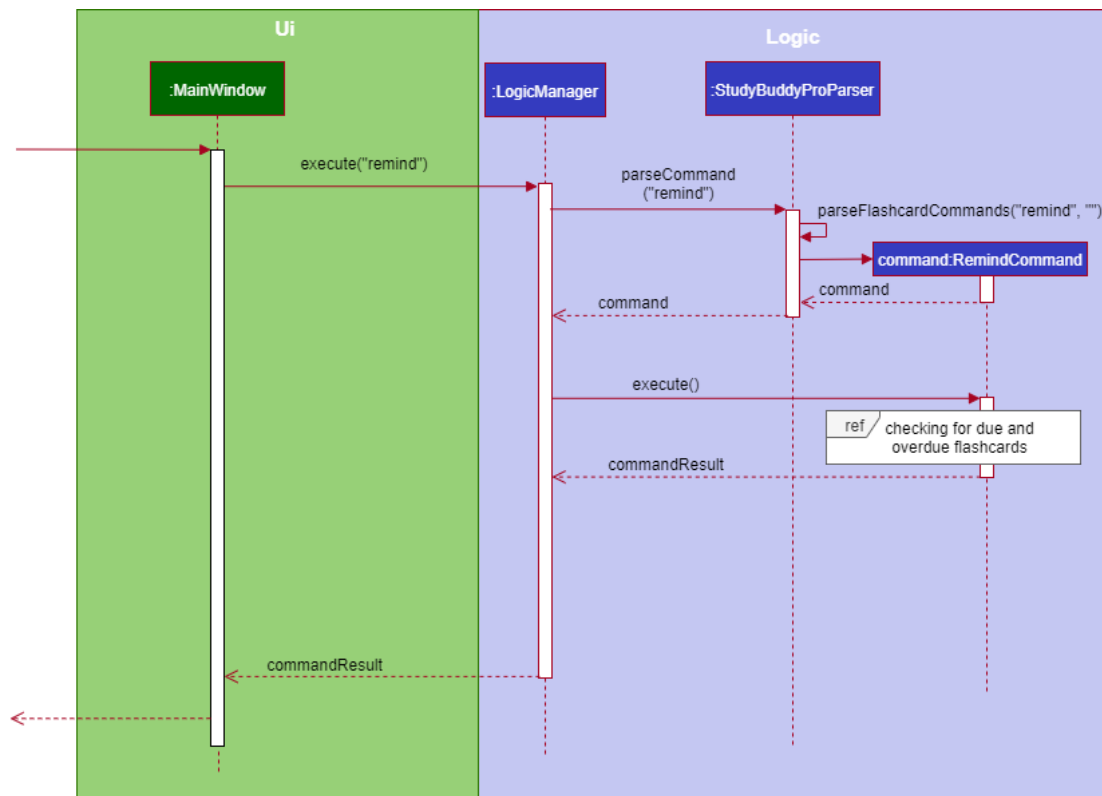 Ui
Logic
:MainWindow
:LogicManager
:StudyBuddyProParser
execute("remind")
parseCommand
("remind")
parseFlashcardCommands("remind", "")
command:RemindCommand
command
command
execute()
ref
checking for due and
overdue flashcards
commandResult
commandResult